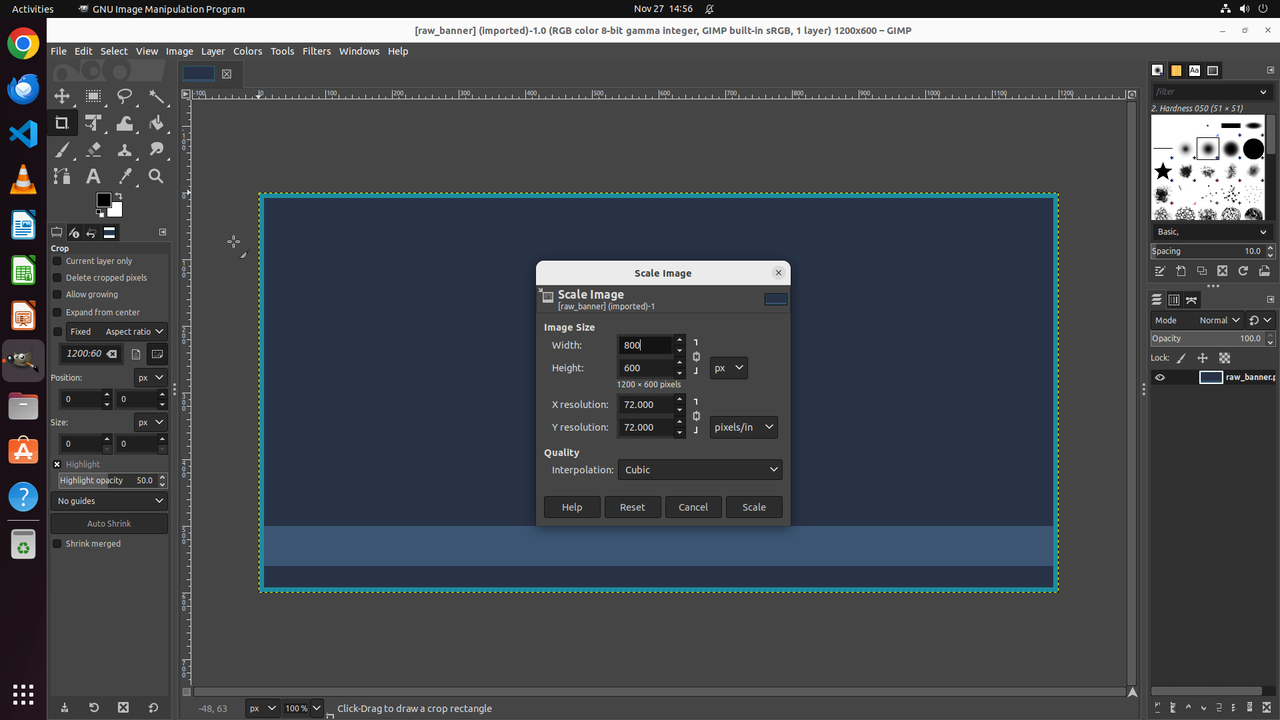 Activities
GNU Image Manipulation Program
Nov 27 14:56
[raw_banner] (imported)-1.0 (RGB color 8-bit gamma integer, GIMP built-in sRGB, 1 layer) 1200x600 – GIMP
File Edit Select View Image Layer Colors Tools Filters Windows Help
Crop
Current layer only
Delete cropped pixels
Allow growing
Expand from center
Fixed Aspect ratio
1200:60
Position: px
0 0
Size: px
0 0
Highlight
Highlight opacity 50.0
No guides
Auto Shrink
Shrink merged
Scale Image
Scale Image
[raw_banner] (imported)-1
Image Size
Width: 800
Height: 600 px
1200 × 600 pixels
X resolution: 72.000
Y resolution: 72.000 pixels/in
Quality
Interpolation: Cubic
Help Reset Cancel Scale
filter
2. Hardness 050 (51 × 51)
Basic,
Spacing 10.0
Mode Normal
Opacity 100.0
Lock:
raw_banner.p
-48, 63 px 100 % Click-Drag to draw a crop rectangle